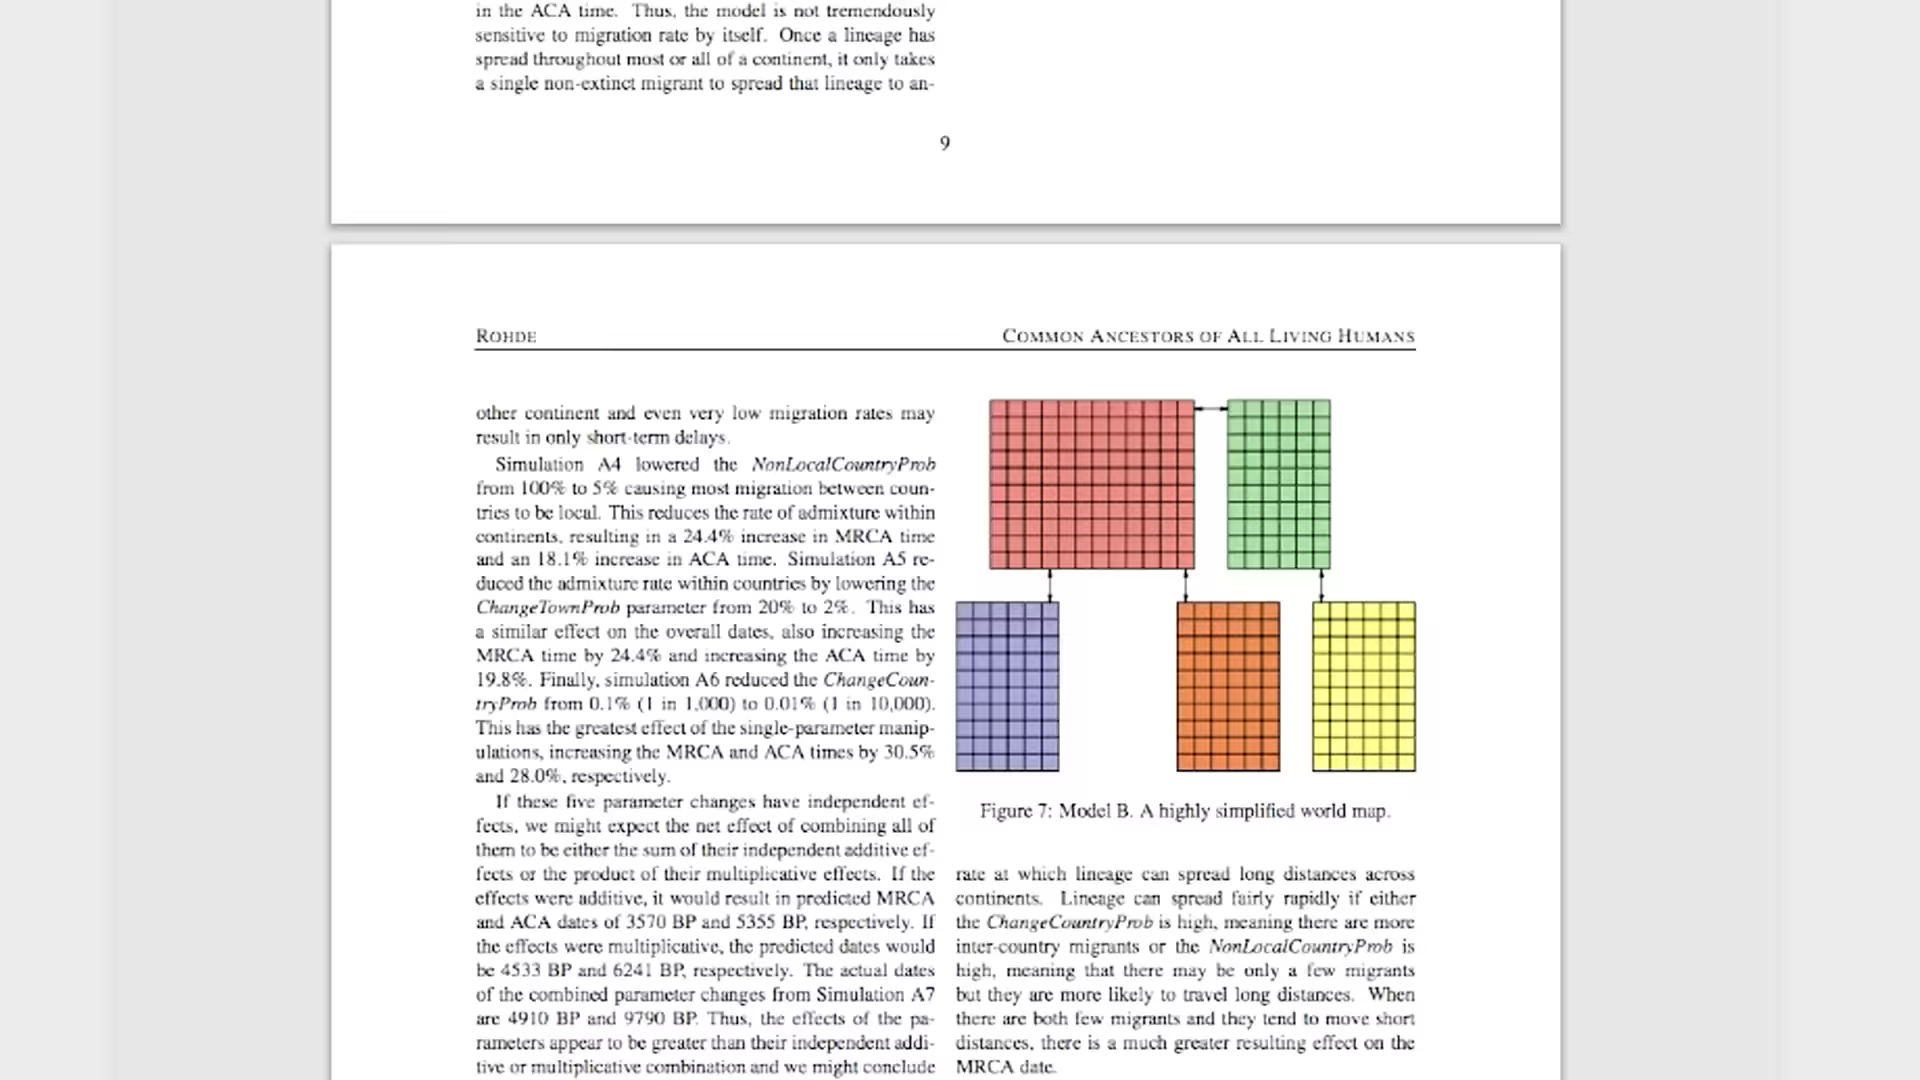 in the ACA time. Thus, the model is not tremendously
sensitive to migration rate by itself. Once a lineage has
spread throughout most or all of a continent, it only takes
a single non-extinct migrant to spread that lineage to an-
9
ROHDE
COMMON ANCESTORS OF ALL LIVING HUMANS
other continent and even very low migration rates may
result in only short-term delays.
Simulation A4 lowered the NonLocalCountryProb
from 100% to 5% causing most migration between coun-
tries to be local. This reduces the rate of admixture within
continents, resulting in a 24.4% increase in MRCA time
and an 18.1% increase in ACA time. Simulation A5 re-
duced the admixture rate within countries by lowering the
ChangeTownProb parameter from 20% to 2%. This has
a similar effect on the overall dates, also increasing the
MRCA time by 24.4% and increasing the ACA time by
19.8%. Finally, simulation A6 reduced the ChangeCoun-
tryProb from 0.1% (1 in 1,000) to 0.01% (1 in 10,000).
This has the greatest effect of the single-parameter manip-
ulations, increasing the MRCA and ACA times by 30.5%
and 28.0%, respectively.
If these five parameter changes have independent ef-
fects, we might expect the net effect of combining all of
them to be either the sum of their independent additive ef-
fects or the product of their multiplicative effects. If the
effects were additive, it would result in predicted MRCA
and ACA dates of 3570 BP and 5355 BP, respectively. If
the effects were multiplicative, the predicted dates would
be 4533 BP and 6241 BP, respectively. The actual dates
of the combined parameter changes from Simulation A7
are 4910 BP and 9790 BP. Thus, the effects of the pa-
rameters appear to be greater than their independent addi-
tive or multiplicative combination and we might conclude
Figure 7: Model B. A highly simplified world map.
rate at which lineage can spread long distances across
continents. Lineage can spread fairly rapidly if either
the ChangeCountryProb is high, meaning there are more
inter-country migrants or the NonLocalCountryProb is
high, meaning that there may be only a few migrants
but they are more likely to travel long distances. When
there are both few migrants and they tend to move short
distances, there is a much greater resulting effect on the
MRCA date.